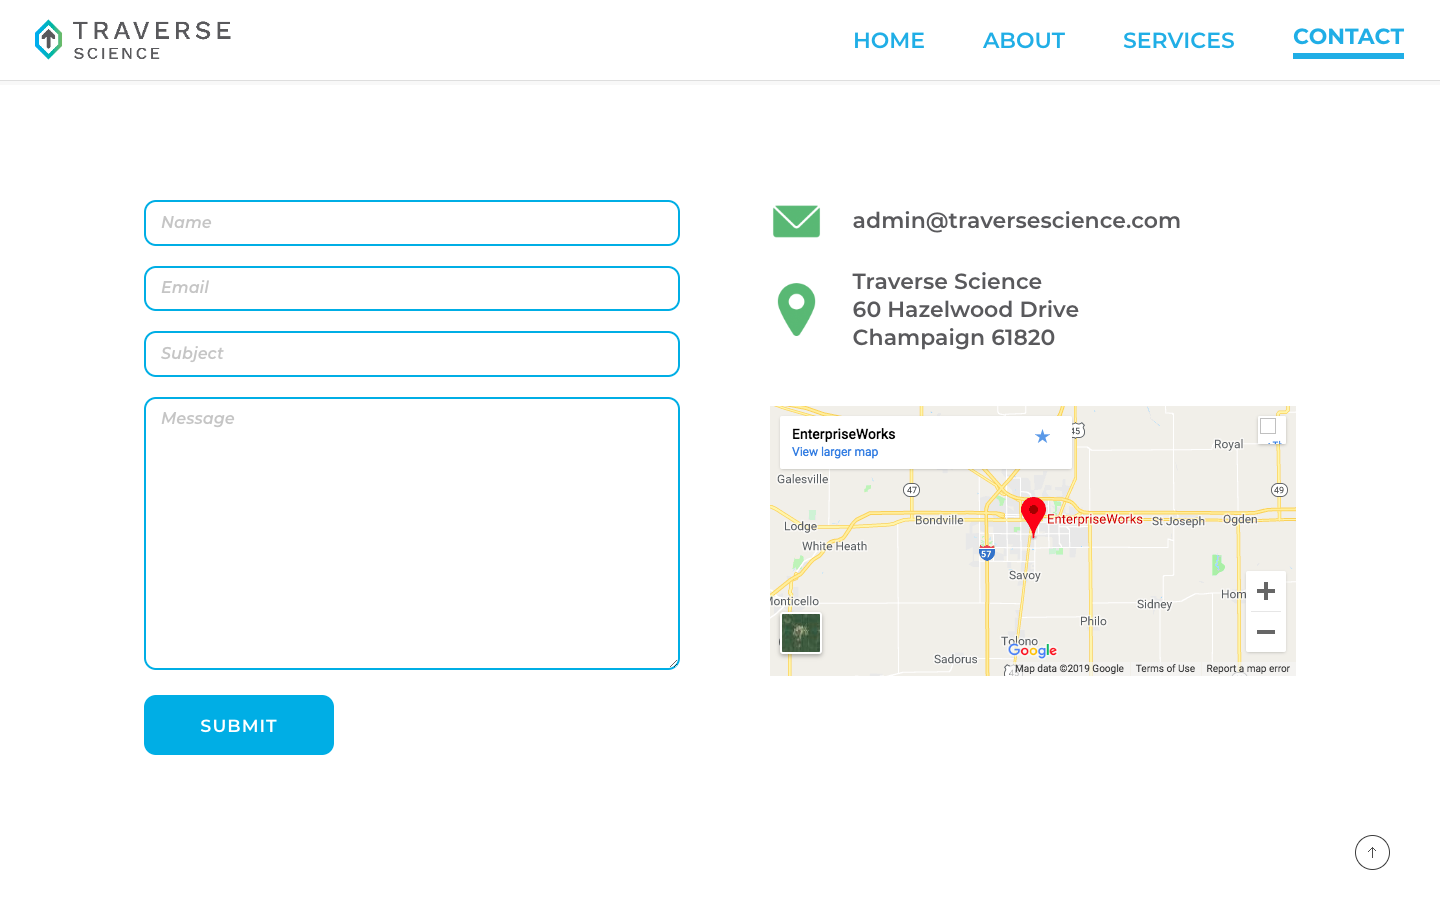 TRAVERSE
SCIENCE
HOME
ABOUT
SERVICES
CONTACT
Name
Email
Subject
Message
SUBMIT
admin@traversescience.com
Traverse Science
60 Hazelwood Drive
Champaign 61820
EnterpriseWorks
View larger map
45
Royal
Galesville
47
49
Lodge
Bondville
EnterpriseWorks
St Joseph
Ogden
White Heath
57
Savoy
Monticello
Hom
Sidney
Philo
Tolono
Google
Sadorus
45
Map data ©2019 Google
Terms of Use
Report a map error